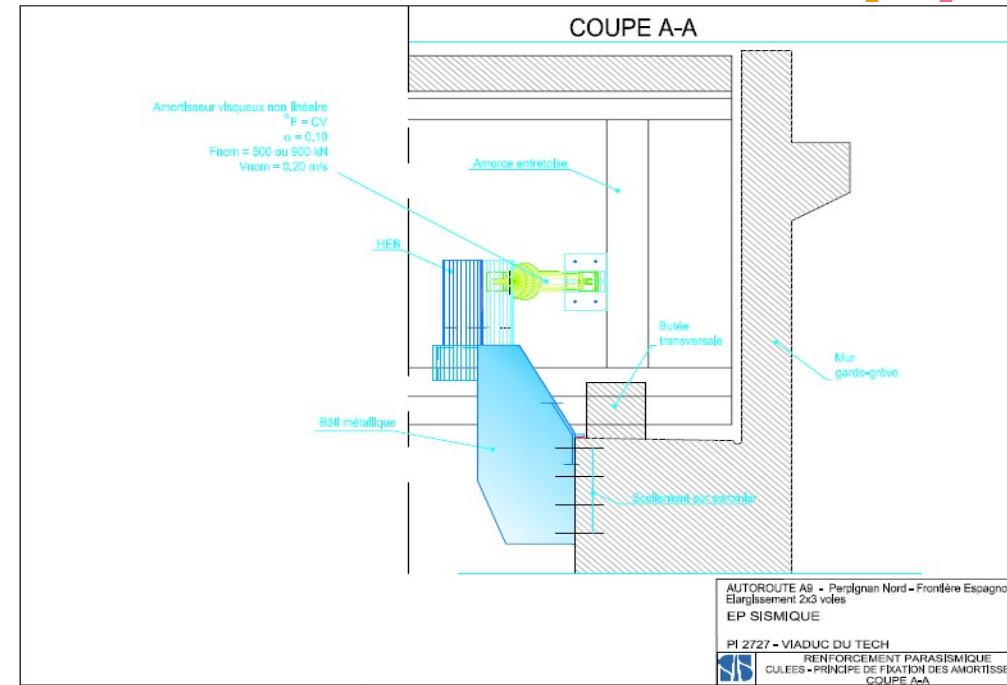 COUPE A-A
Amortisseur visqueux non linéaire
F = CV
α = 0,10
Fnom = 500 ou 900 kN
Vnom = 0,20 m/s
Amorce entretoise
HEB
Butée
transversale
Mur
garde-grève
Bâti métallique
Scellement sur sommier
AUTOROUTE A9 - Perpignan Nord - Frontière Espagno
Elargissement 2x3 voies
EP SISMIQUE
PI 2727 - VIADUC DU TECH
RENFORCEMENT PARASISMIQUE
CULEES - PRINCIPE DE FIXATION DES AMORTISSE
COUPE A-A